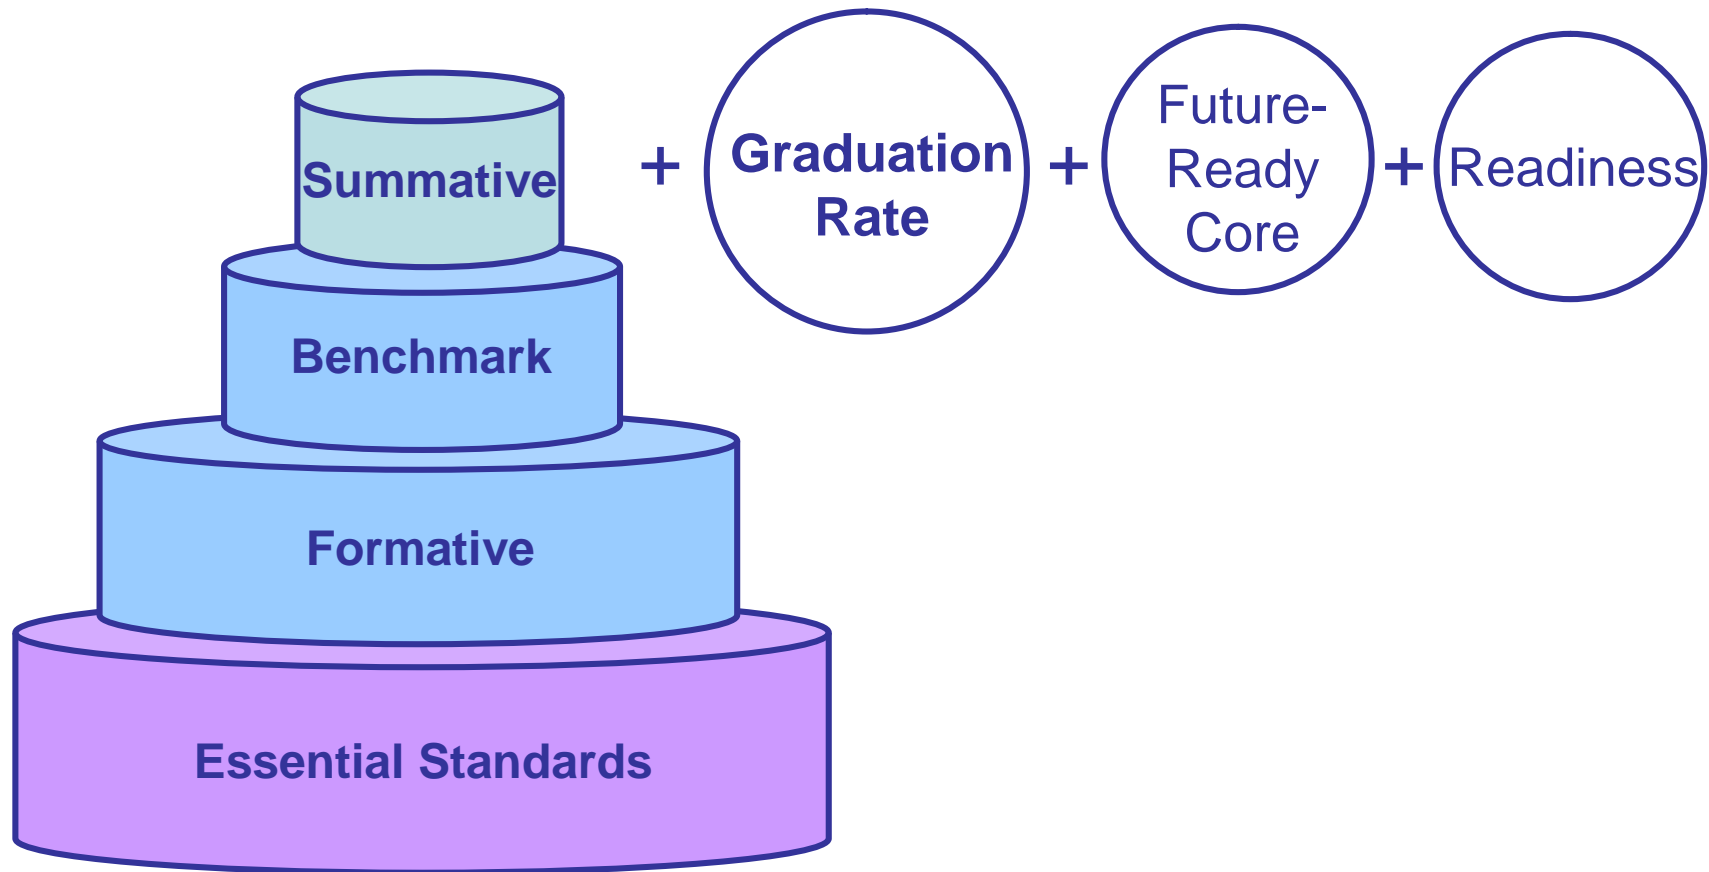 Summative
+
Graduation
Rate
+
Future-
Ready
Core
+
Readiness
Benchmark
Formative
Essential Standards